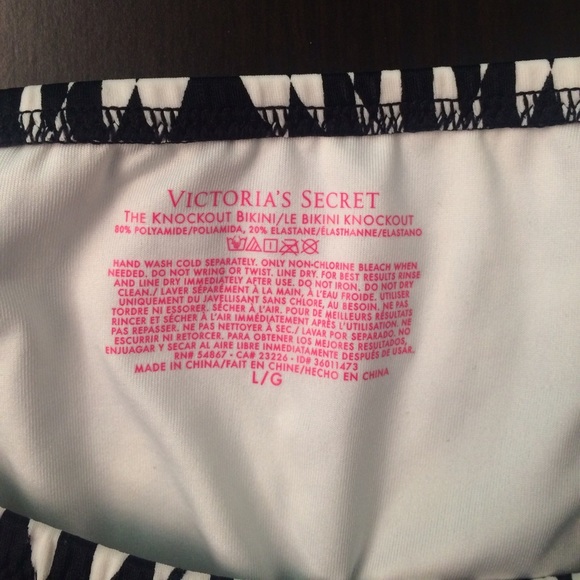 VICTORIA'S SECRET
THE KNOCKOUT BIKINI/LE BIKINI KNOCKOUT
80% POLYAMIDE/POLIAMIDA, 20% ELASTANE/ÉLASTHANNE/ELASTANO
HAND WASH COLD SEPARATELY. ONLY NON-CHLORINE BLEACH WHEN
NEEDED. DO NOT WRING OR TWIST. LINE DRY. FOR BEST RESULTS RINSE
AND LINE DRY IMMEDIATELY AFTER USE. DO NOT IRON. DO NOT DRY
CLEAN./ LAVER SÉPARÉMENT À LA MAIN, À L'EAU FROIDE. UTILISER
UNIQUEMENT DU JAVELLISANT SANS CHLORE, AU BESOIN. NE PAS
TORDRE NI ESSORER. SÉCHER À L'AIR. POUR DE MEILLEURS RÉSULTATS
RINCER ET SÉCHER À L'AIR IMMÉDIATEMENT APRÈS L'UTILISATION. NE
PAS REPASSER. NE PAS NETTOYER À SEC./ LAVAR POR SEPARADO. NO
ESCURRIR NI RETORCER. PARA OBTENER LOS MEJORES RESULTADOS,
ENJUAGAR Y SECAR AL AIRE LIBRE INMEDIATAMENTE DESPUÉS DE USAR.
RN# 54867 • CA# 23226 • ID# 36011473
MADE IN CHINA/FAIT EN CHINE/HECHO EN CHINA
L/G